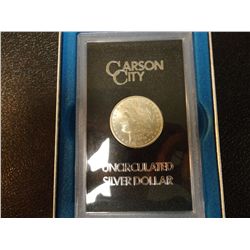 CARSON
CITY
UNCIRCULATED
SILVER DOLLAR